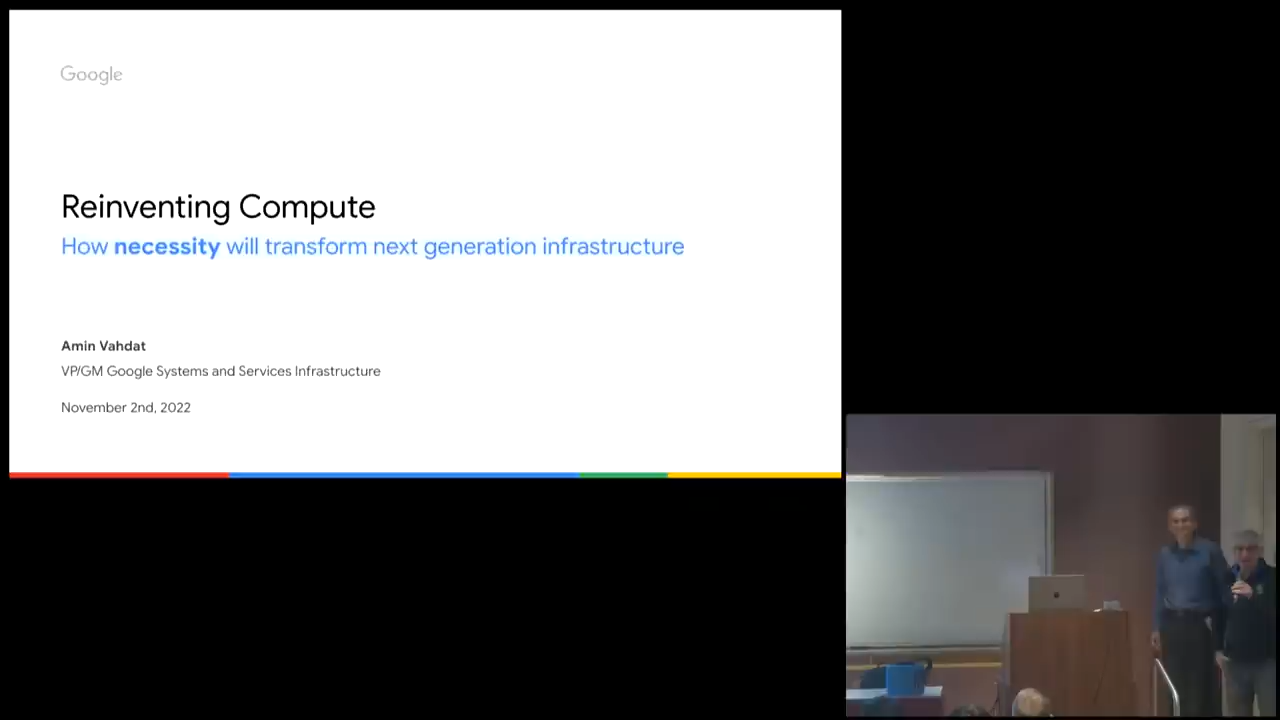 Google
Reinventing Compute
How necessity will transform next generation infrastructure
Amin Vahdat
VP/GM Google Systems and Services Infrastructure
November 2nd, 2022